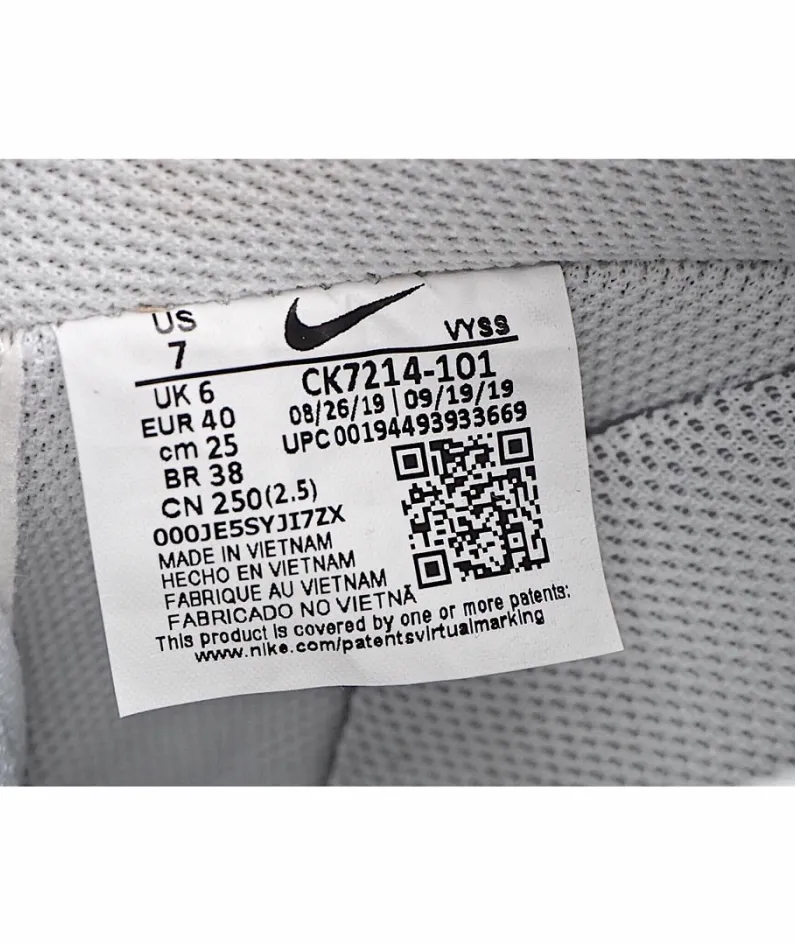 US
7
VYSS
UK 6
EUR 40
cm 25
BR 38
CN 250(2.5)
CK7214-101
08/26/19 | 09/19/19
UPC 00194493933669
000JE5SYJI7ZX
MADE IN VIETNAM
HECHO EN VIETNAM
FABRIQUE AU VIETNAM
FABRICADO NO VIETNÃ
This product is covered by one or more patents:
www.nike.com/patentsvirtualmarking